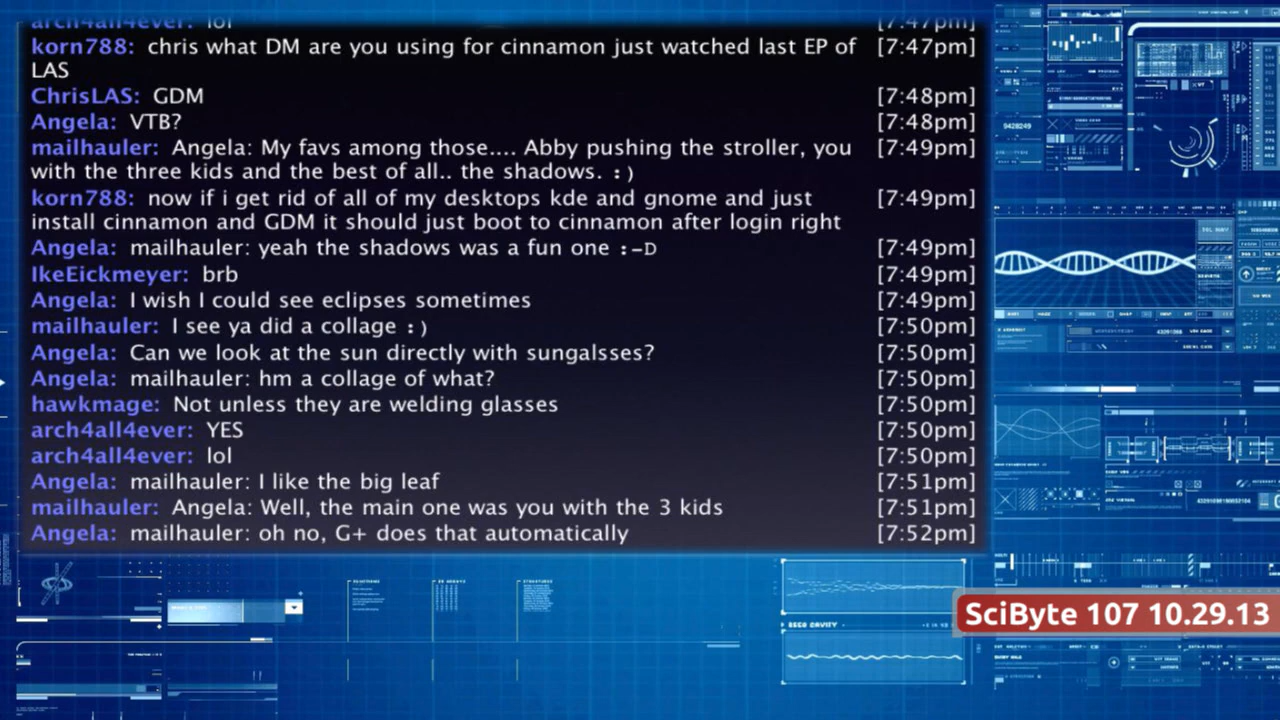 arch4all4ever: lol [7:47pm]
korn788: chris what DM are you using for cinnamon just watched last EP of [7:47pm]
LAS
ChrisLAS: GDM [7:48pm]
Angela: VTB? [7:48pm]
mailhauler: Angela: My favs among those.... Abby pushing the stroller, you [7:49pm]
with the three kids and the best of all.. the shadows. :)
korn788: now if i get rid of all of my desktops kde and gnome and just [7:49pm]
install cinnamon and GDM it should just boot to cinnamon after login right
Angela: mailhauler: yeah the shadows was a fun one :-D [7:49pm]
IkeEickmeyer: brb [7:49pm]
Angela: I wish I could see eclipses sometimes [7:49pm]
mailhauler: I see ya did a collage :) [7:50pm]
Angela: Can we look at the sun directly with sungalsses? [7:50pm]
Angela: mailhauler: hm a collage of what? [7:50pm]
hawkmage: Not unless they are welding glasses [7:50pm]
arch4all4ever: YES [7:50pm]
arch4all4ever: lol [7:50pm]
Angela: mailhauler: I like the big leaf [7:51pm]
mailhauler: Angela: Well, the main one was you with the 3 kids [7:51pm]
Angela: mailhauler: oh no, G+ does that automatically [7:52pm]
SciByte 107 10.29.13